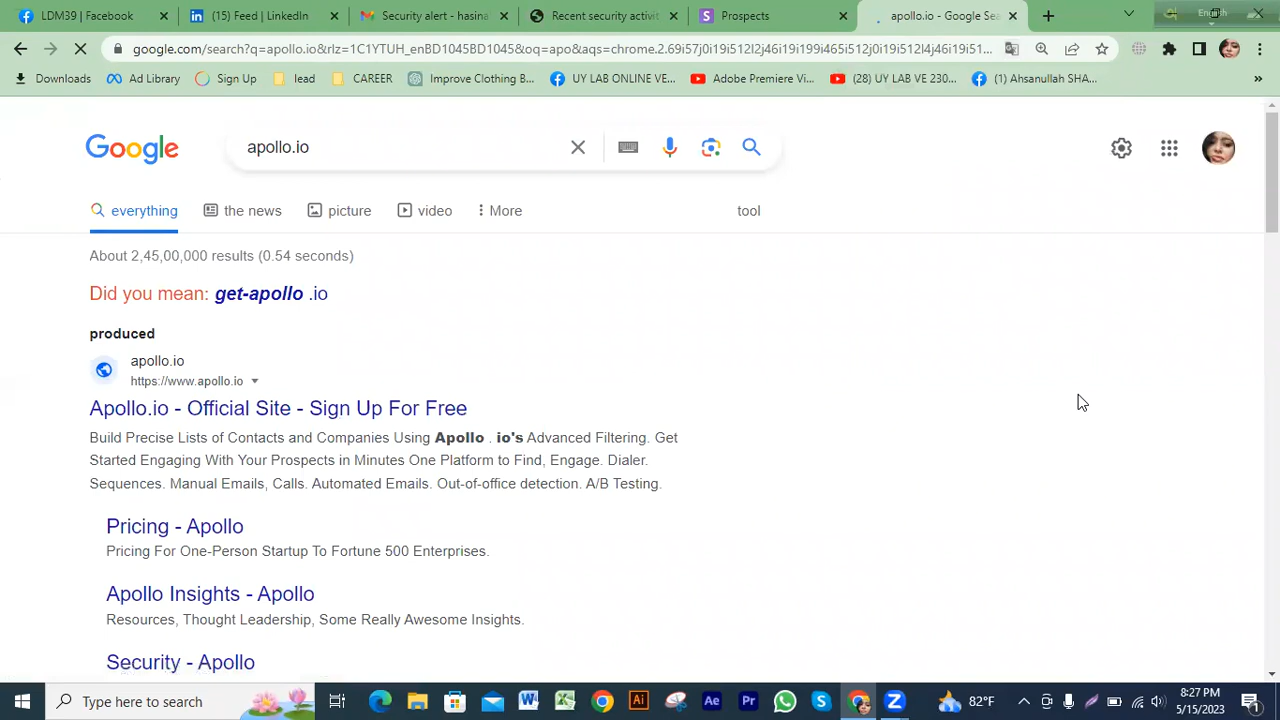 LDM39 | Facebook
(15) Feed | LinkedIn
Security alert - hasina
Recent security activit
Prospects
apollo.io - Google Sea
English
google.com/search?q=apollo.io&rlz=1C1YTUH_enBD1045BD1045&oq=apo&aqs=chrome.2.69i57j0i19i512l2j46i19i199i465i512j0i19i512l4j46i19i51...
Downloads
Ad Library
Sign Up
lead
CAREER
Improve Clothing B...
UY LAB ONLINE VE...
Adobe Premiere Vi...
(28) UY LAB VE 230...
(1) Ahsanullah SHA...
Google
apollo.io
everything
the news
picture
video
More
tool
About 2,45,00,000 results (0.54 seconds)
Did you mean: get-apollo .io
produced
apollo.io
https://www.apollo.io
Apollo.io - Official Site - Sign Up For Free
Build Precise Lists of Contacts and Companies Using Apollo . io's Advanced Filtering. Get
Started Engaging With Your Prospects in Minutes One Platform to Find, Engage. Dialer.
Sequences. Manual Emails, Calls. Automated Emails. Out-of-office detection. A/B Testing.
Pricing - Apollo
Pricing For One-Person Startup To Fortune 500 Enterprises.
Apollo Insights - Apollo
Resources, Thought Leadership, Some Really Awesome Insights.
Security - Apollo
Type here to search
82°F
8:27 PM
5/15/2023